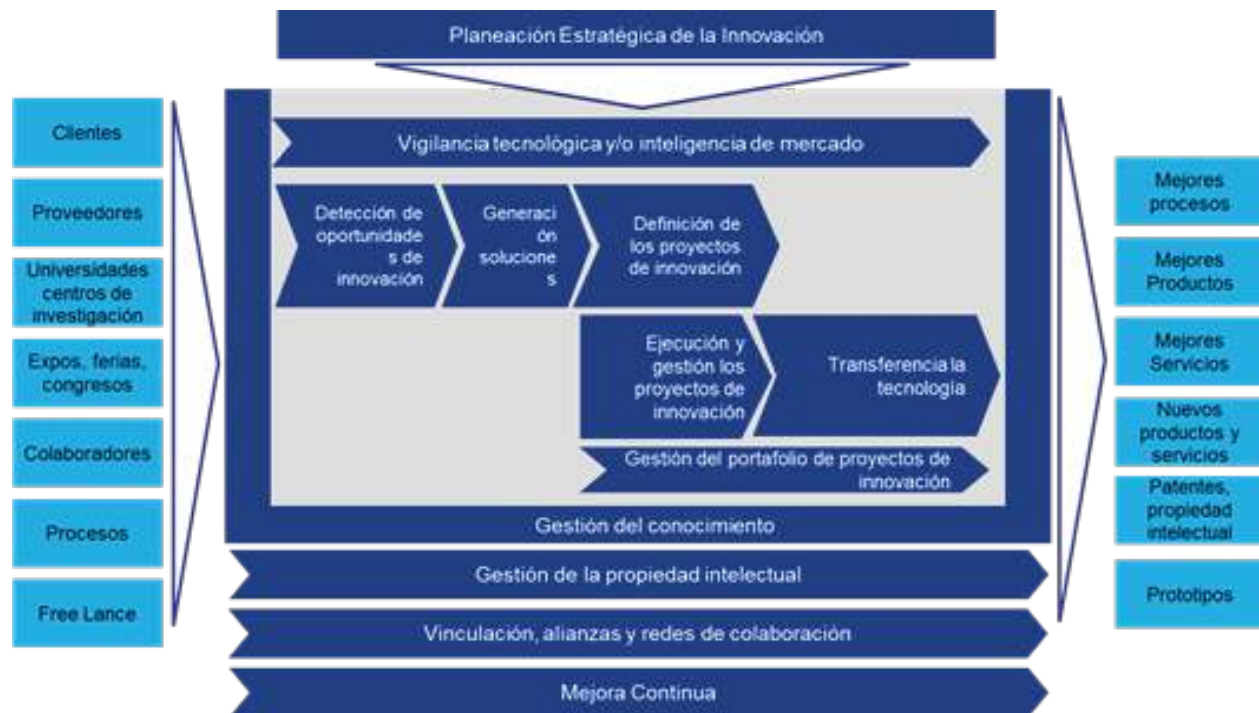 Planeación Estratégica de la Innovación
Clientes
Proveedores
Universidades
centros de
investigación
Expos, ferias,
congresos
Colaboradores
Procesos
Free Lance
Vigilancia tecnológica y/o inteligencia de mercado
Detección de
oportunidade
s de
innovación
Generaci
ón
solucione
s
Definición de
los proyectos
de innovación
Ejecución y
gestión los
proyectos de
innovación
Transferencia la
tecnología
Gestión del portafolio de proyectos de
innovación
Gestión del conocimiento
Gestión de la propiedad intelectual
Vinculación, alianzas y redes de colaboración
Mejora Continua
Mejores
procesos
Mejores
Productos
Mejores
Servicios
Nuevos
productos y
servicios
Patentes,
propiedad
intelectual
Prototipos